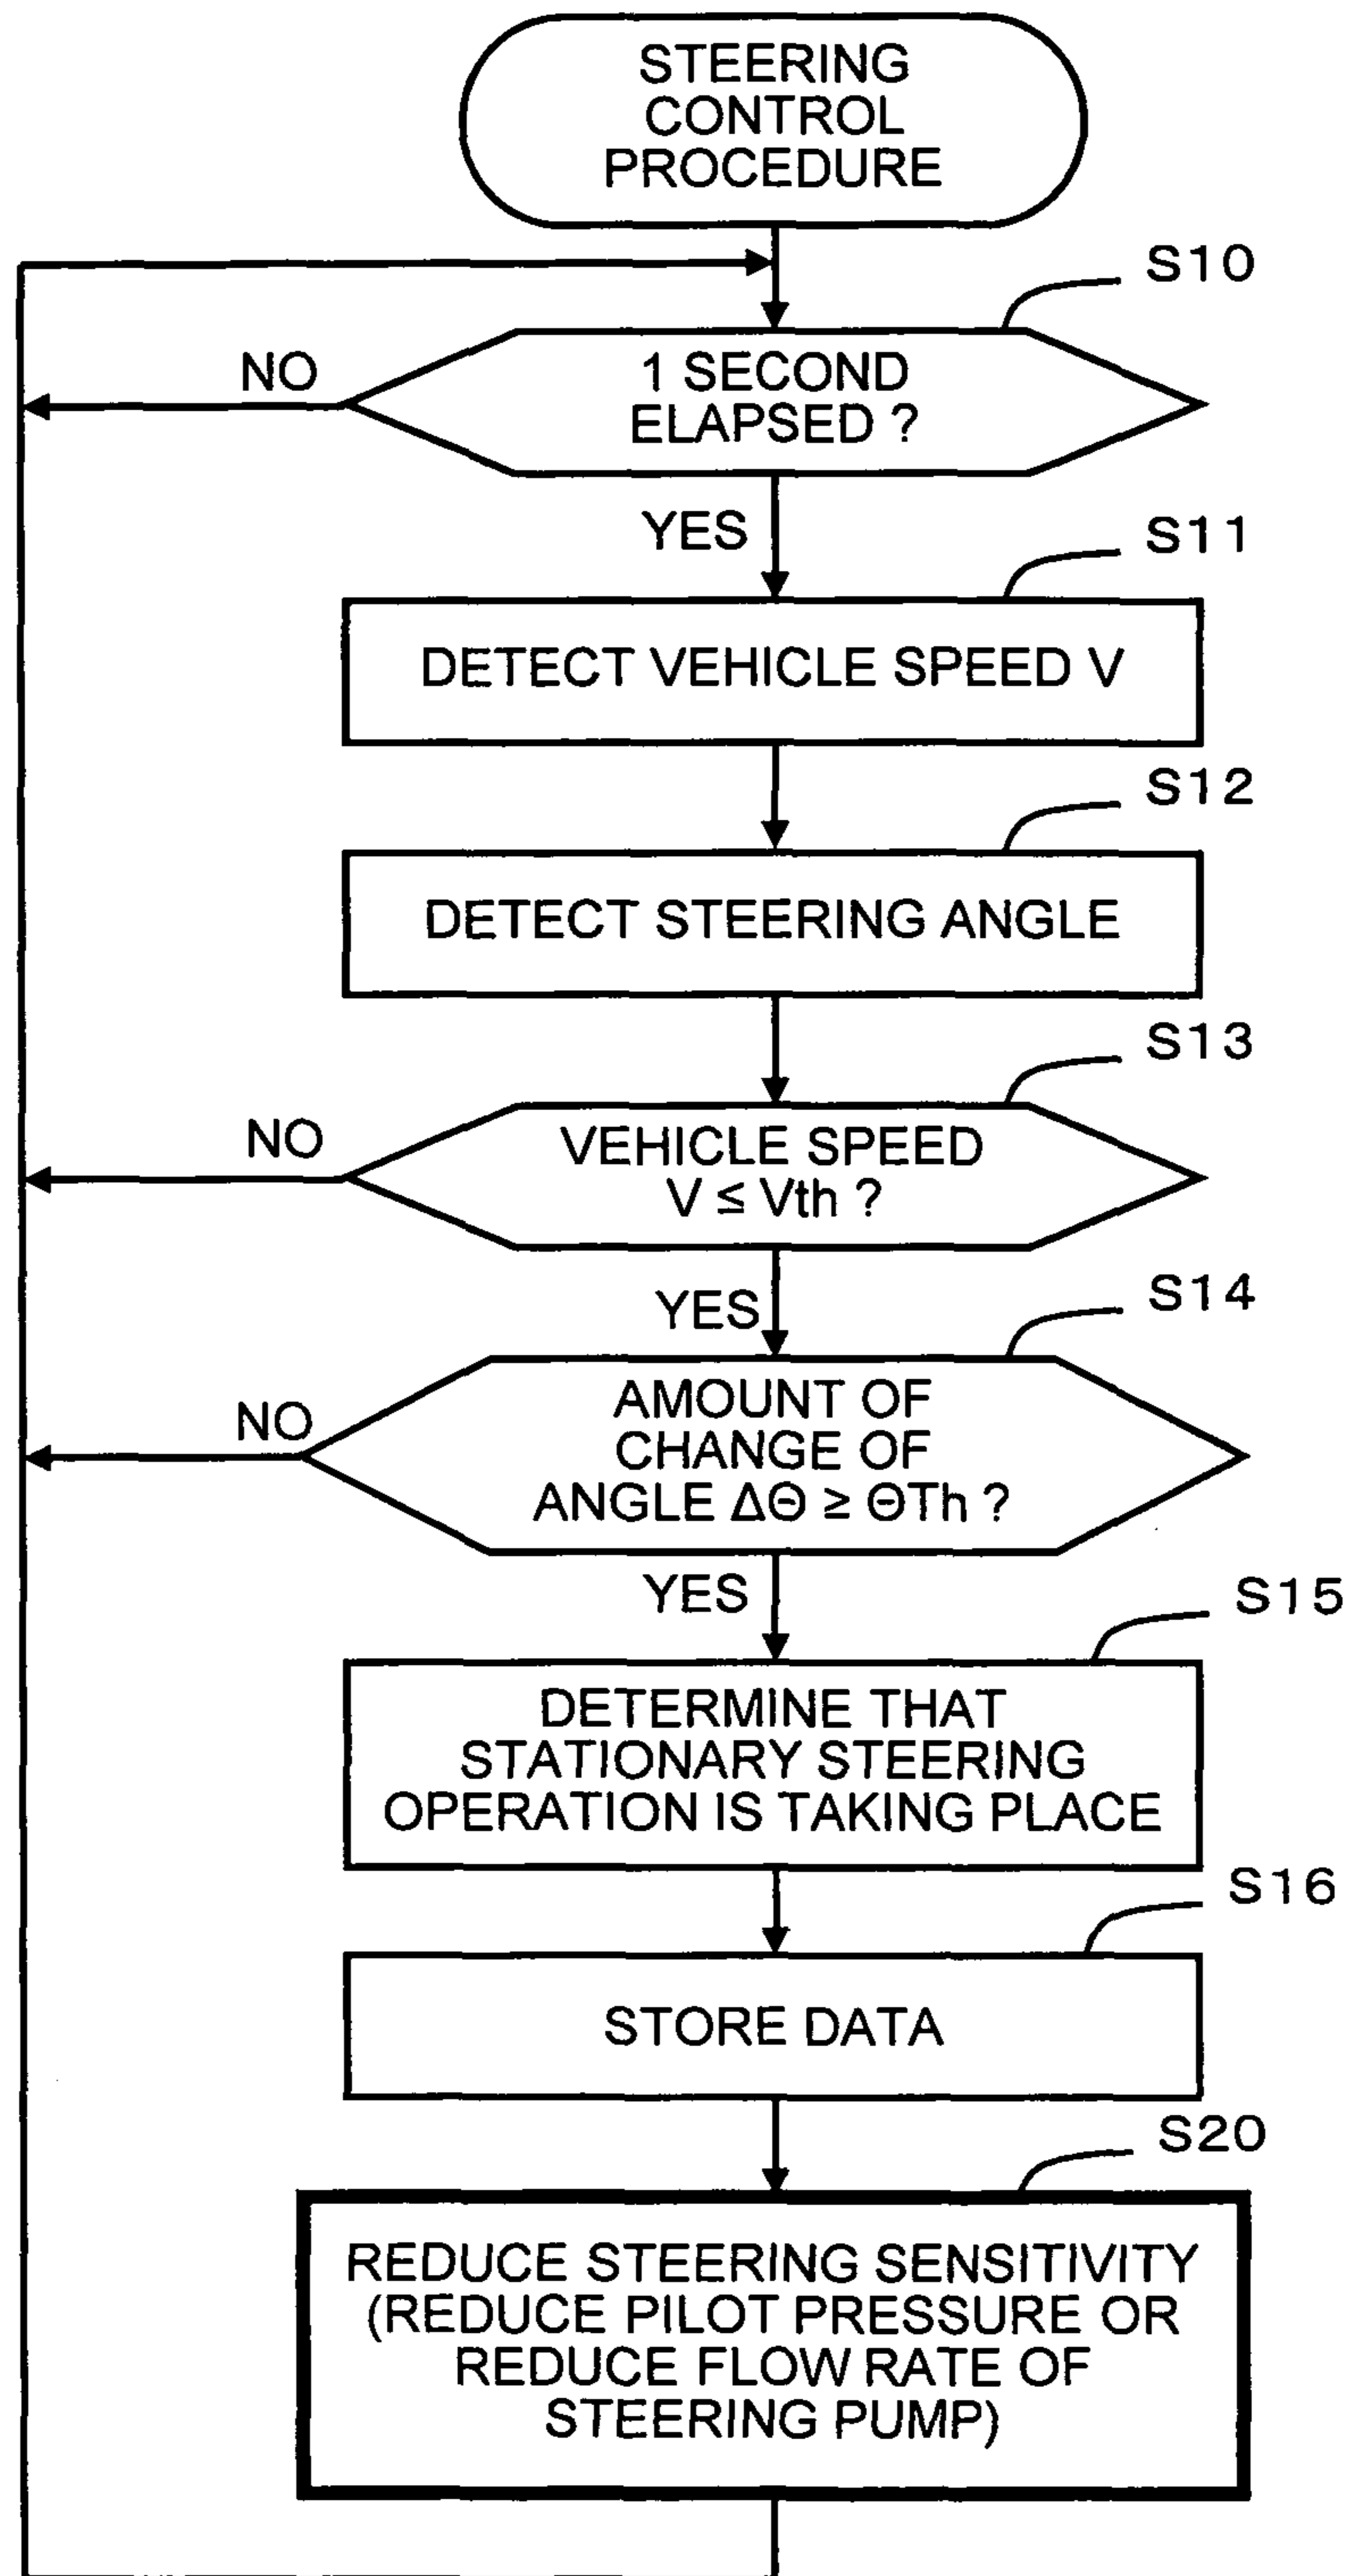 STEERING
CONTROL
PROCEDURE
S10
NO
1 SECOND
ELAPSED ?
YES
S11
DETECT VEHICLE SPEED V
S12
DETECT STEERING ANGLE
S13
NO
VEHICLE SPEED
V ≤ Vth ?
YES
S14
NO
AMOUNT OF
CHANGE OF
ANGLE ΔΘ ≥ ΘTh ?
YES
S15
DETERMINE THAT
STATIONARY STEERING
OPERATION IS TAKING PLACE
S16
STORE DATA
S20
REDUCE STEERING SENSITIVITY
(REDUCE PILOT PRESSURE OR
REDUCE FLOW RATE OF
STEERING PUMP)